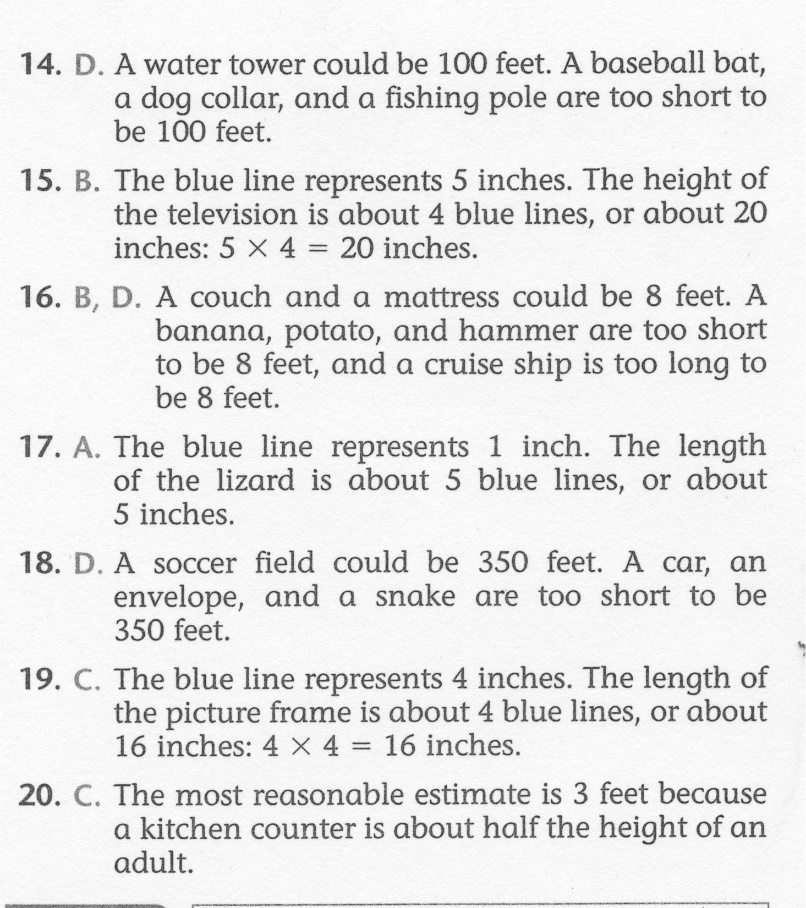 14. D. A water tower could be 100 feet. A baseball bat,
a dog collar, and a fishing pole are too short to
be 100 feet.
15. B. The blue line represents 5 inches. The height of
the television is about 4 blue lines, or about 20
inches: 5 × 4 = 20 inches.
16. B, D. A couch and a mattress could be 8 feet. A
banana, potato, and hammer are too short
to be 8 feet, and a cruise ship is too long to
be 8 feet.
17. A. The blue line represents 1 inch. The length
of the lizard is about 5 blue lines, or about
5 inches.
18. D. A soccer field could be 350 feet. A car, an
envelope, and a snake are too short to be
350 feet.
19. C. The blue line represents 4 inches. The length of
the picture frame is about 4 blue lines, or about
16 inches: 4 × 4 = 16 inches.
20. C. The most reasonable estimate is 3 feet because
a kitchen counter is about half the height of an
adult.